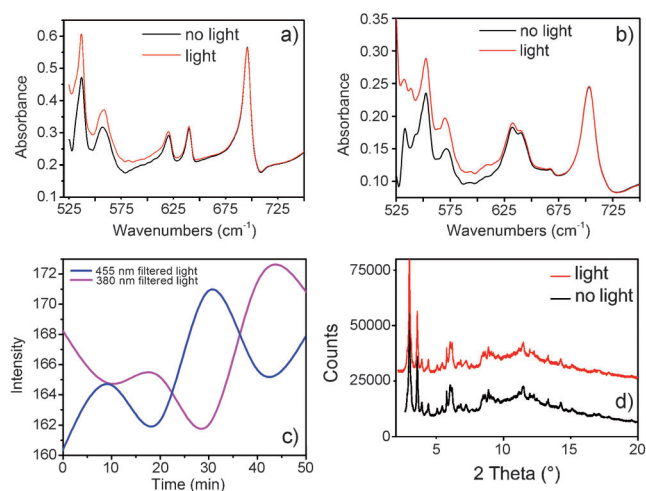 a)
no light
light
Absorbance
0.6
0.5
0.4
0.3
0.2
0.1
525 575 625 675 725
Wavenumbers (cm-1)
b)
no light
light
Absorbance
0.35
0.30
0.25
0.20
0.15
0.10
525 575 625 675 725
Wavenumbers (cm-1)
455 nm filtered light
380 nm filtered light
Intensity
172
170
168
166
164
162
160
c)
0 10 20 30 40 50
Time (min)
light
no light
Counts
75000
50000
25000
0
d)
5 10 15 20
2 Theta (°)